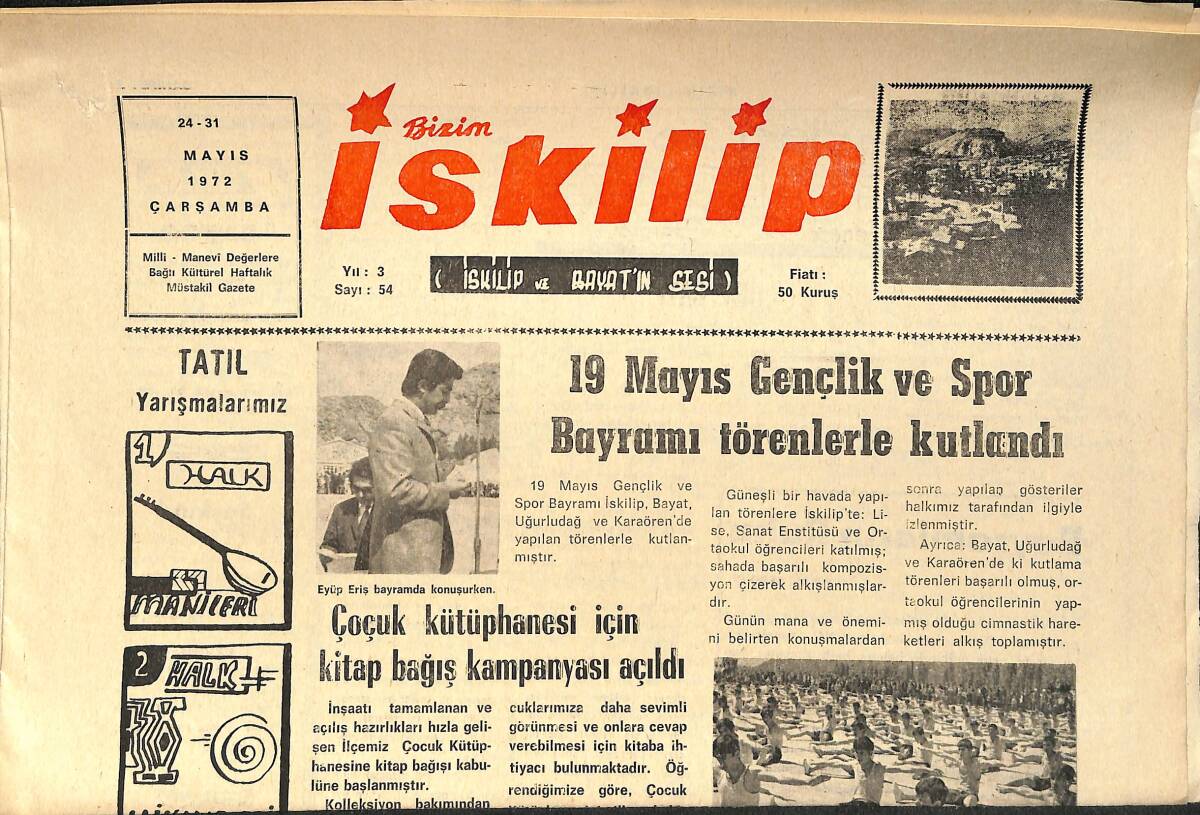 24 - 31
MAYIS
1972
ÇARŞAMBA
Milli - Manevî Değerlere
Bağlı Kültürel Haftalık
Müstakil Gazete
Bizim
iskilip
Yıl : 3
Sayı : 54
( İSKİLİP VE BAYAT'IN SESİ )
Fiatı :
50 Kuruş
TATİL
Yarışmalarımız
1)
HALK
MANİLERİ
2
HALK
Eyüp Eriş bayramda konuşurken.
19 Mayıs Gençlik ve Spor
Bayramı törenlerle kutlandı
19 Mayıs Gençlik ve
Spor Bayramı İskilip, Bayat,
Uğurludağ ve Karaören'de
yapılan törenlerle kutlan-
mıştır.
Güneşli bir havada yapı-
lan törenlere İskilip'te: Li-
se, Sanat Enstitüsü ve Or-
taokul öğrencileri katılmış;
sahada başarılı kompozis-
yon çizerek alkışlanmışlar-
dır.
Günün mana ve önemi-
ni belirten konuşmalardan
sonra yapılan gösteriler
halkımız tarafından ilgiyle
izlenmiştir.
Ayrıca: Bayat, Uğurludağ
ve Karaören'de ki kutlama
törenleri başarılı olmuş, or-
taokul öğrencilerinin yap-
mış olduğu cimnastik hare-
ketleri alkış toplamıştır.
Çoçuk kütüphanesi için
kitap bağış kampanyası açıldı
İnşaatı tamamlanan ve
açılış hazırlıkları hızla geli-
şen İlçemiz Çocuk Kütüp-
hanesine kitap bağışı kabu-
lüne başlanmıştır.
Kolleksiyon bakımından
cuklarımıza daha sevimli
görünmesi ve onlara cevap
verebilmesi için kitaba ih-
tiyacı bulunmaktadır. Öğ-
rendiğimize göre, Çocuk